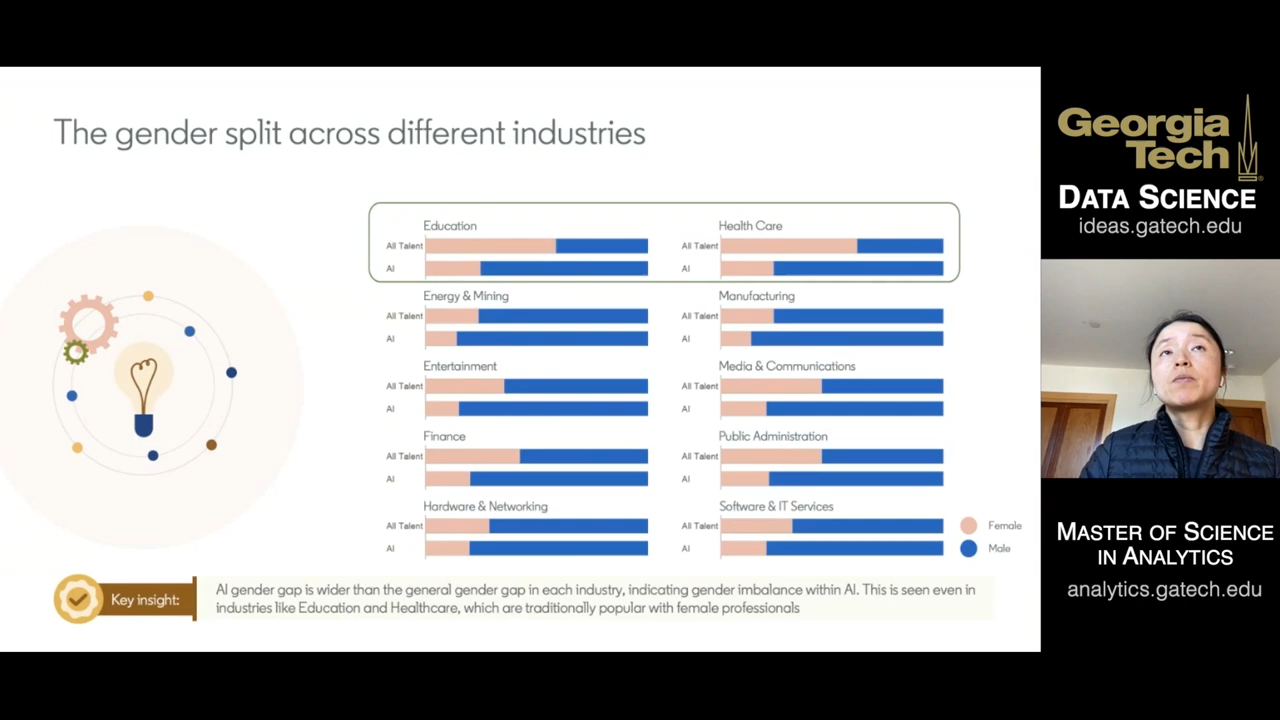 The gender split across different industries
Education
All Talent
AI
Health Care
All Talent
AI
Energy & Mining
All Talent
AI
Manufacturing
All Talent
AI
Entertainment
All Talent
AI
Media & Communications
All Talent
AI
Finance
All Talent
AI
Public Administration
All Talent
AI
Hardware & Networking
All Talent
AI
Software & IT Services
All Talent
AI
Female
Male
Key insight:
AI gender gap is wider than the general gender gap in each industry, indicating gender imbalance within AI. This is seen even in
industries like Education and Healthcare, which are traditionally popular with female professionals
Georgia
Tech
DATA SCIENCE
ideas.gatech.edu
MASTER OF SCIENCE
IN ANALYTICS
analytics.gatech.edu